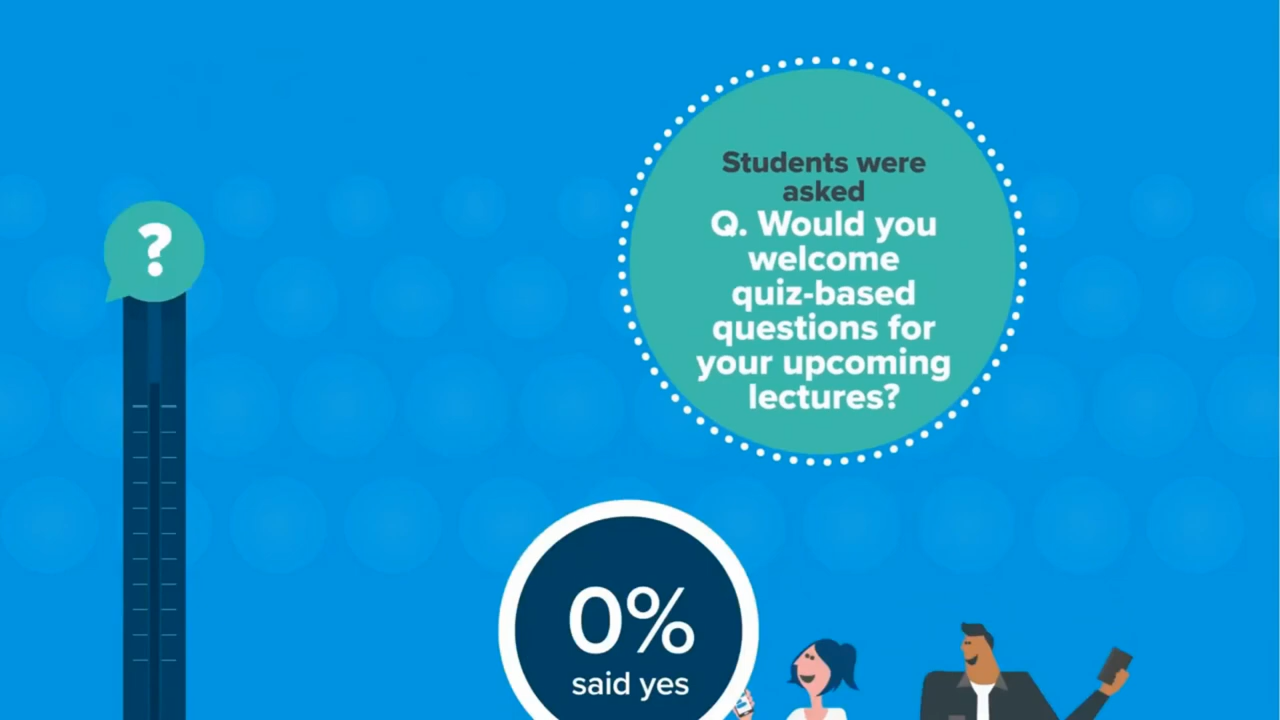 Students were
asked
Q. Would you
welcome
quiz-based
questions for
your upcoming
lectures?
?
0%
said yes